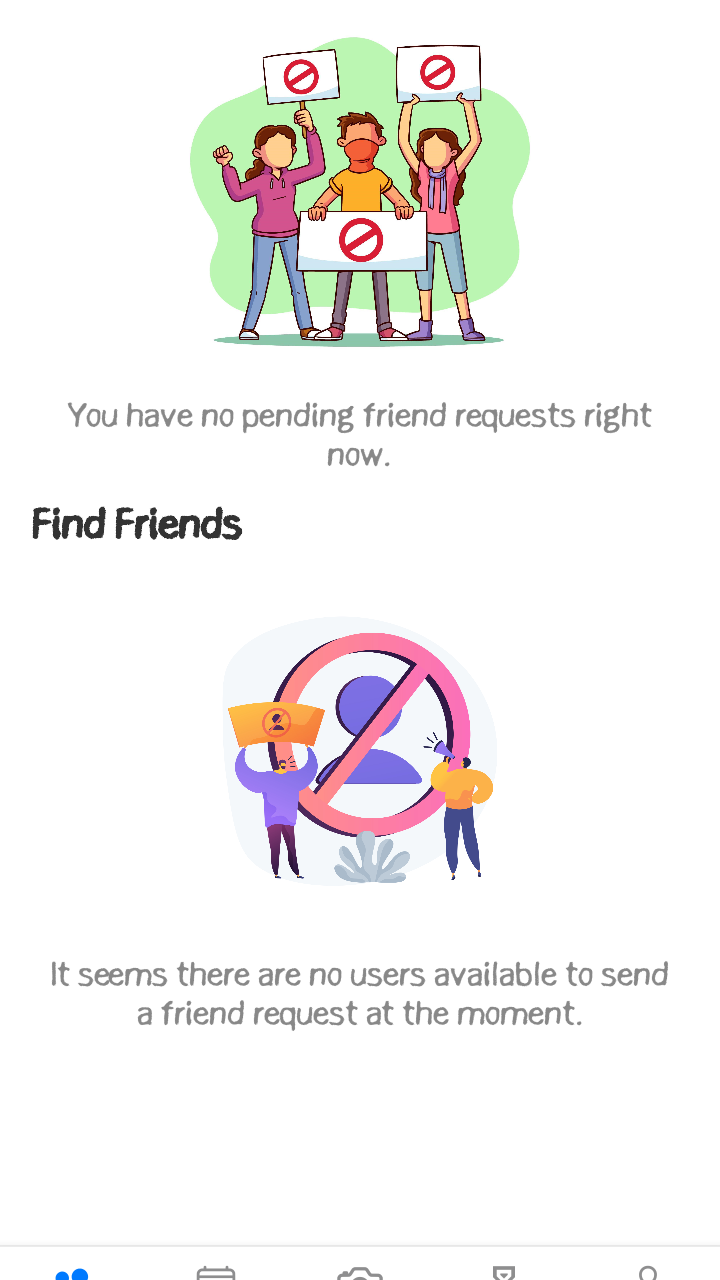 You have no pending friend requests right
now.
Find Friends
It seems there are no users available to send
a friend request at the moment.